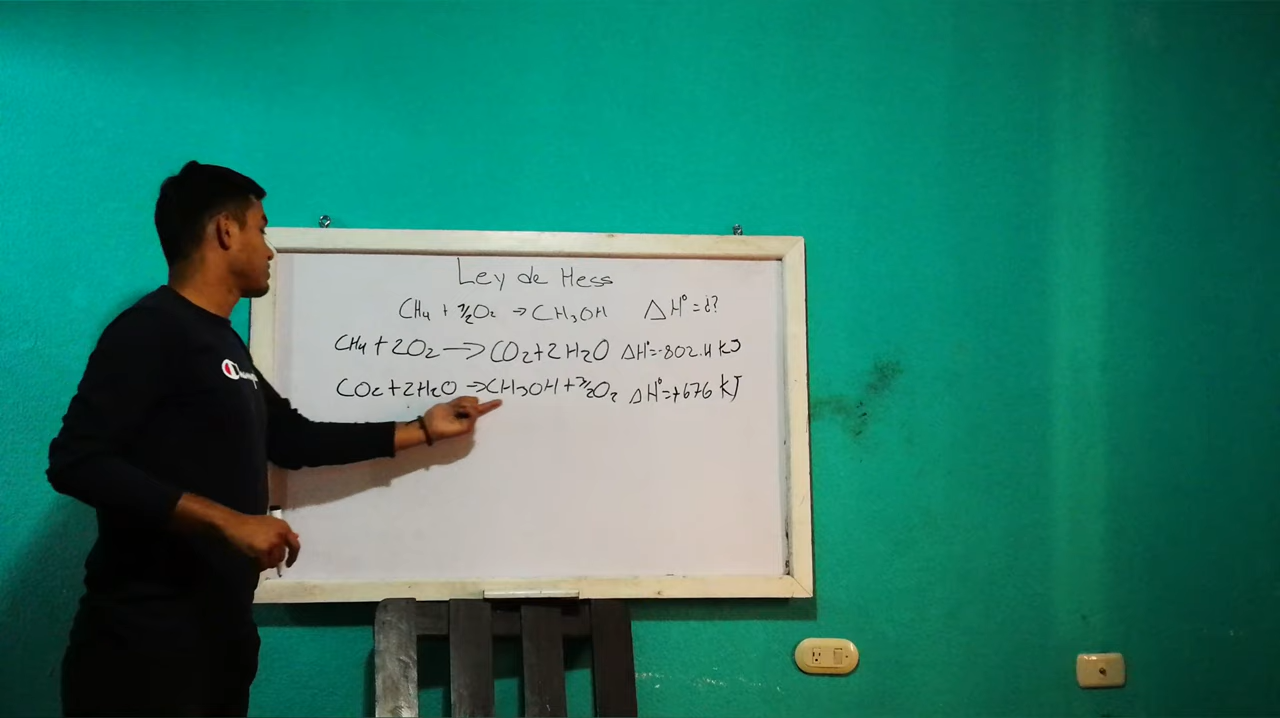 Ley de Hess
CH₄ + ½O₂ → CH₃OH ΔH° = ¿?
CH₄ + 2O₂ → CO₂ + 2H₂O ΔH° = -802.4 KJ
CO₂ + 2H₂O → CH₃OH + 3/2O₂ ΔH° = +676 KJ